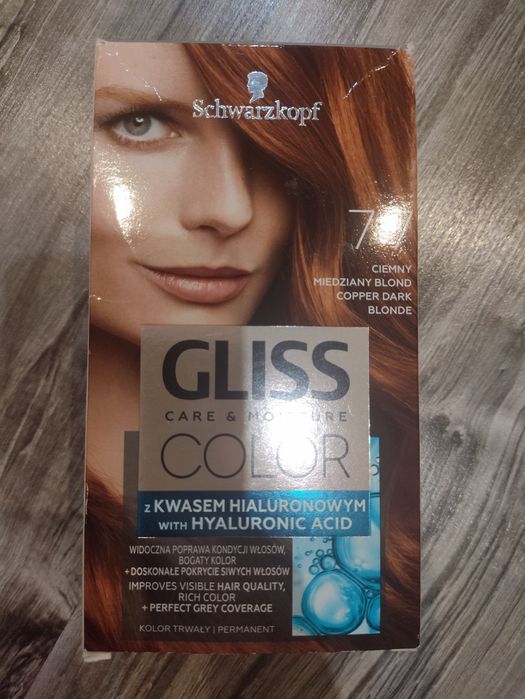 Schwarzkopf
7-7
CIEMNY
MIEDZIANY BLOND
COPPER DARK
BLONDE
GLISS
CARE & MOISTURE
COLOR
z KWASEM HIALURONOWYM
WITH HYALURONIC ACID
WIDOCZNA POPRAWA KONDYCJI WŁOSÓW,
BOGATY KOLOR
+ DOSKONAŁE POKRYCIE SIWYCH WŁOSÓW
IMPROVES VISIBLE HAIR QUALITY,
RICH COLOR
+ PERFECT GREY COVERAGE
KOLOR TRWAŁY | PERMANENT